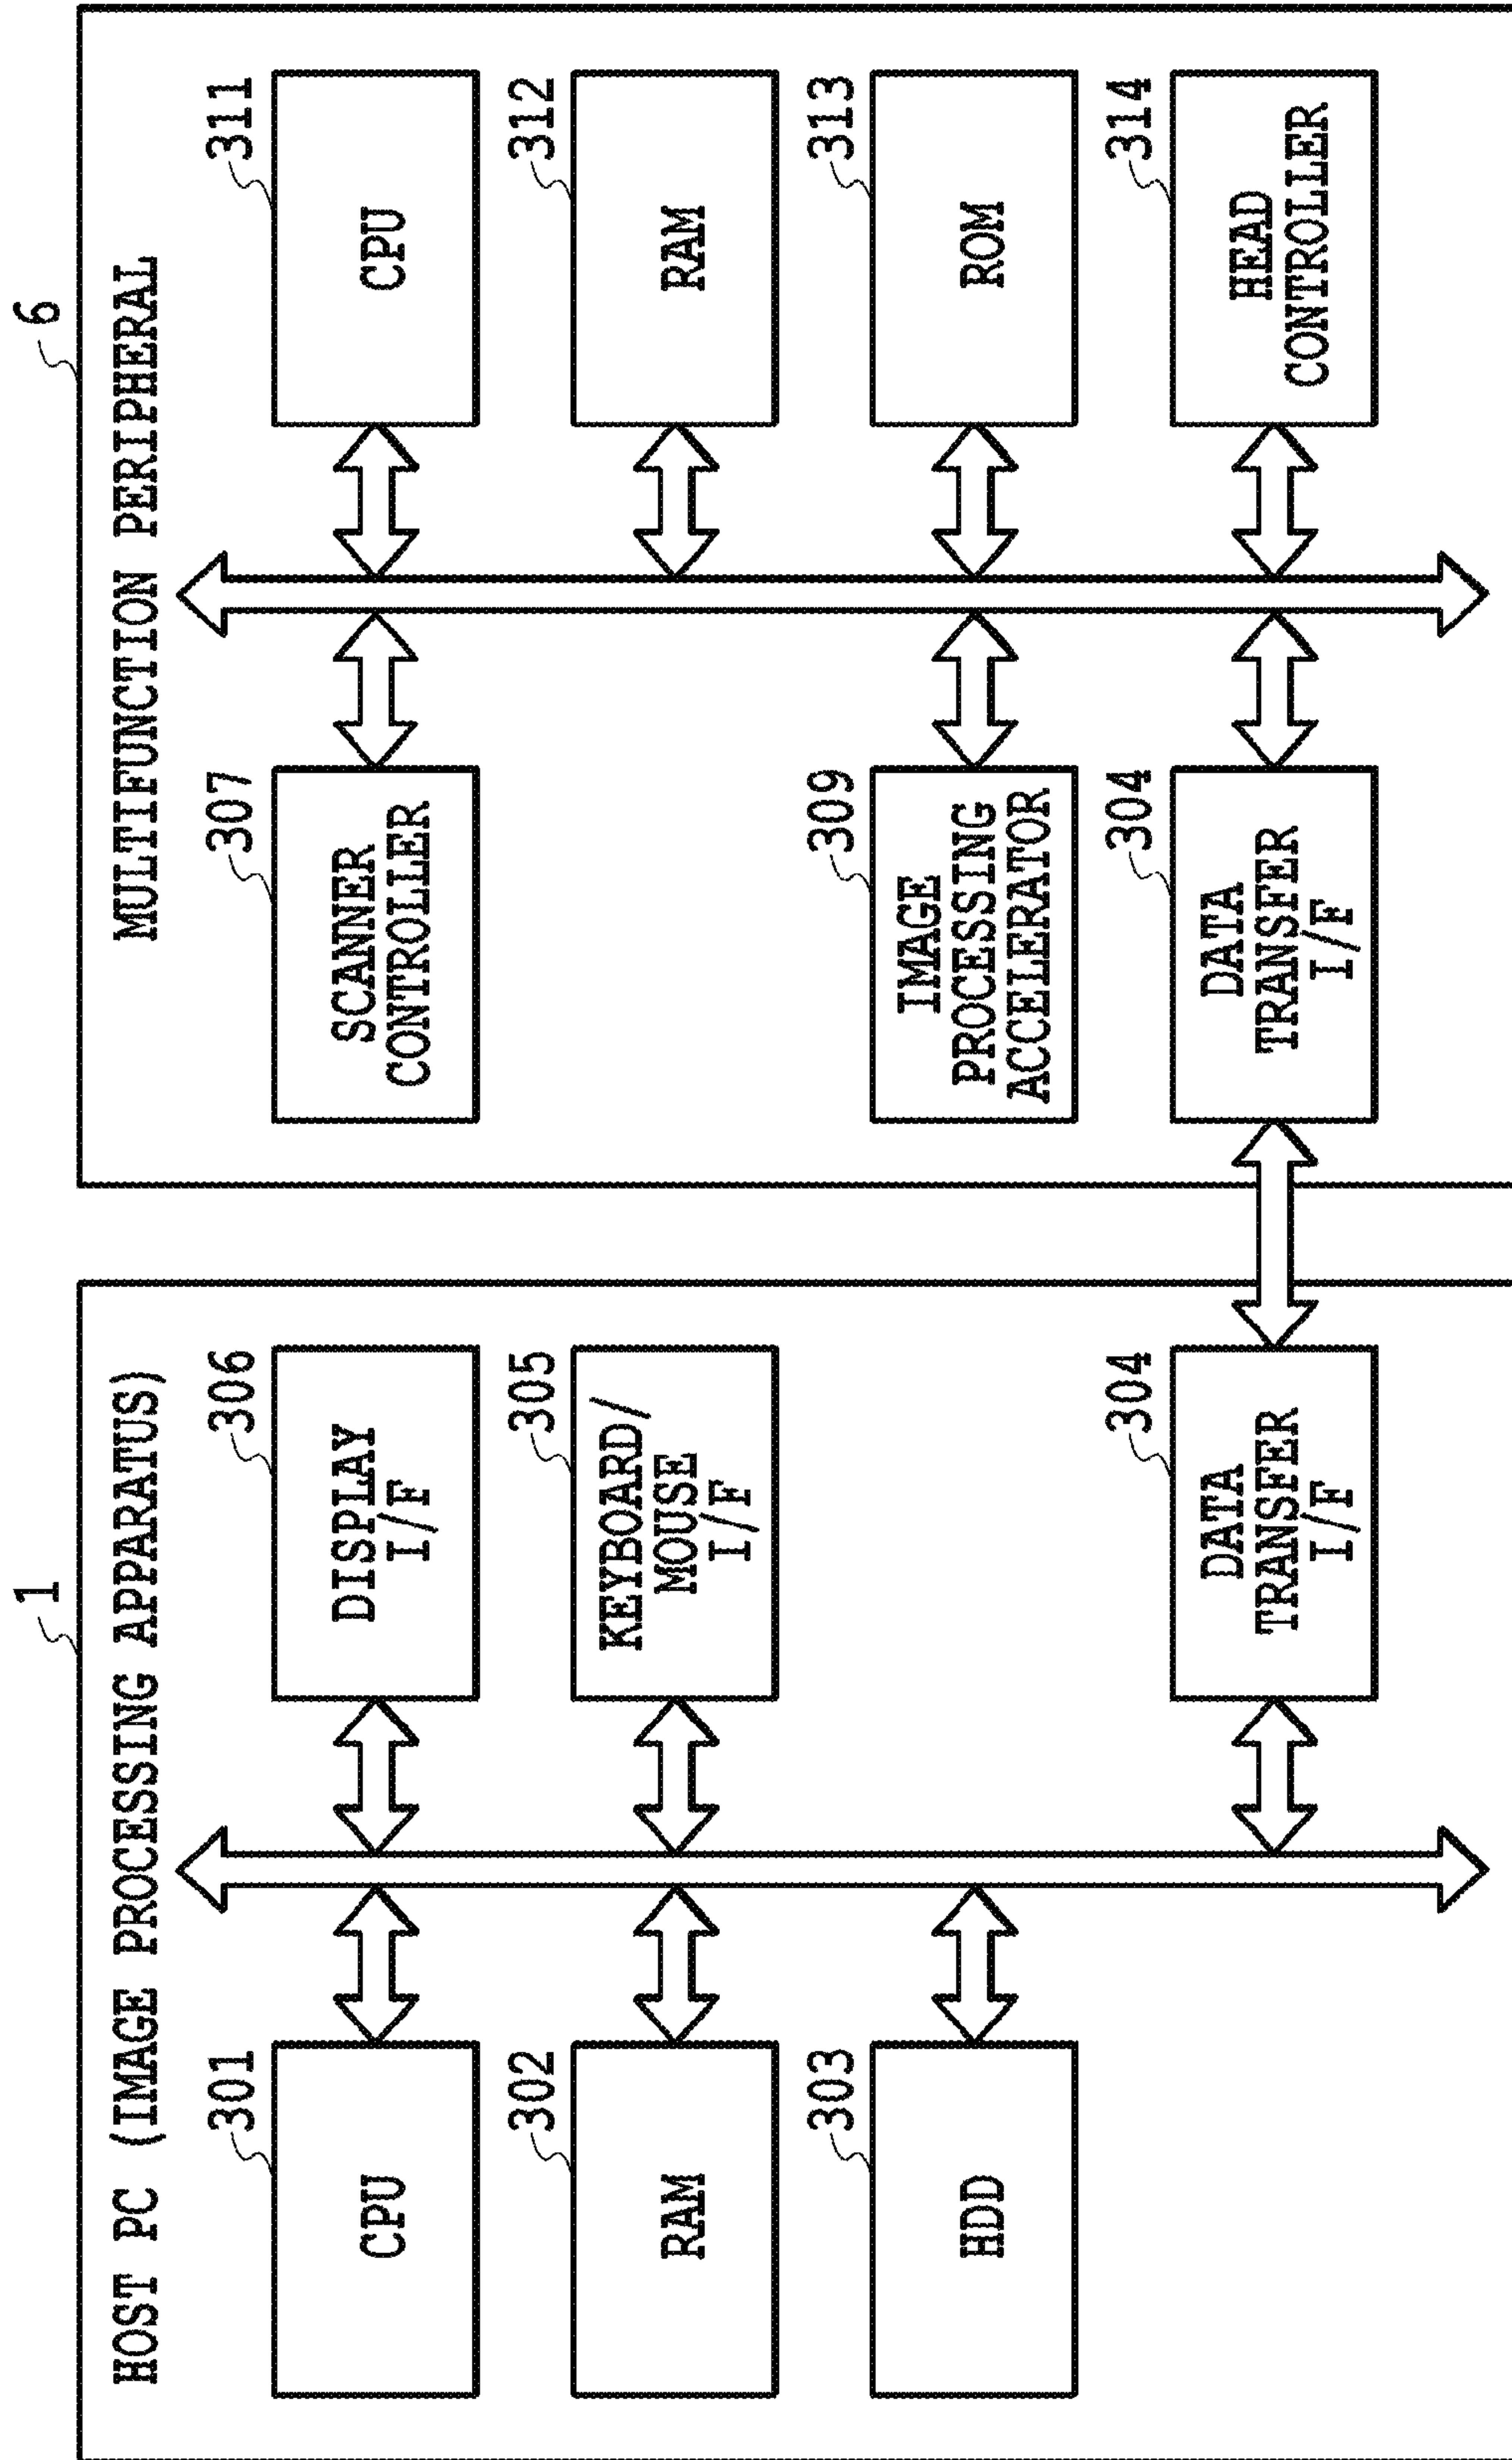 1
HOST PC (IMAGE PROCESSING APPARATUS)
301
CPU
306
DISPLAY
I/F
302
RAM
305
KEYBOARD/
MOUSE
I/F
303
HDD
304
DATA
TRANSFER
I/F
6
MULTIFUNCTION PERIPHERAL
307
SCANNER
CONTROLLER
311
CPU
312
RAM
309
IMAGE
PROCESSING
ACCELERATOR
313
ROM
304
DATA
TRANSFER
I/F
314
HEAD
CONTROLLER